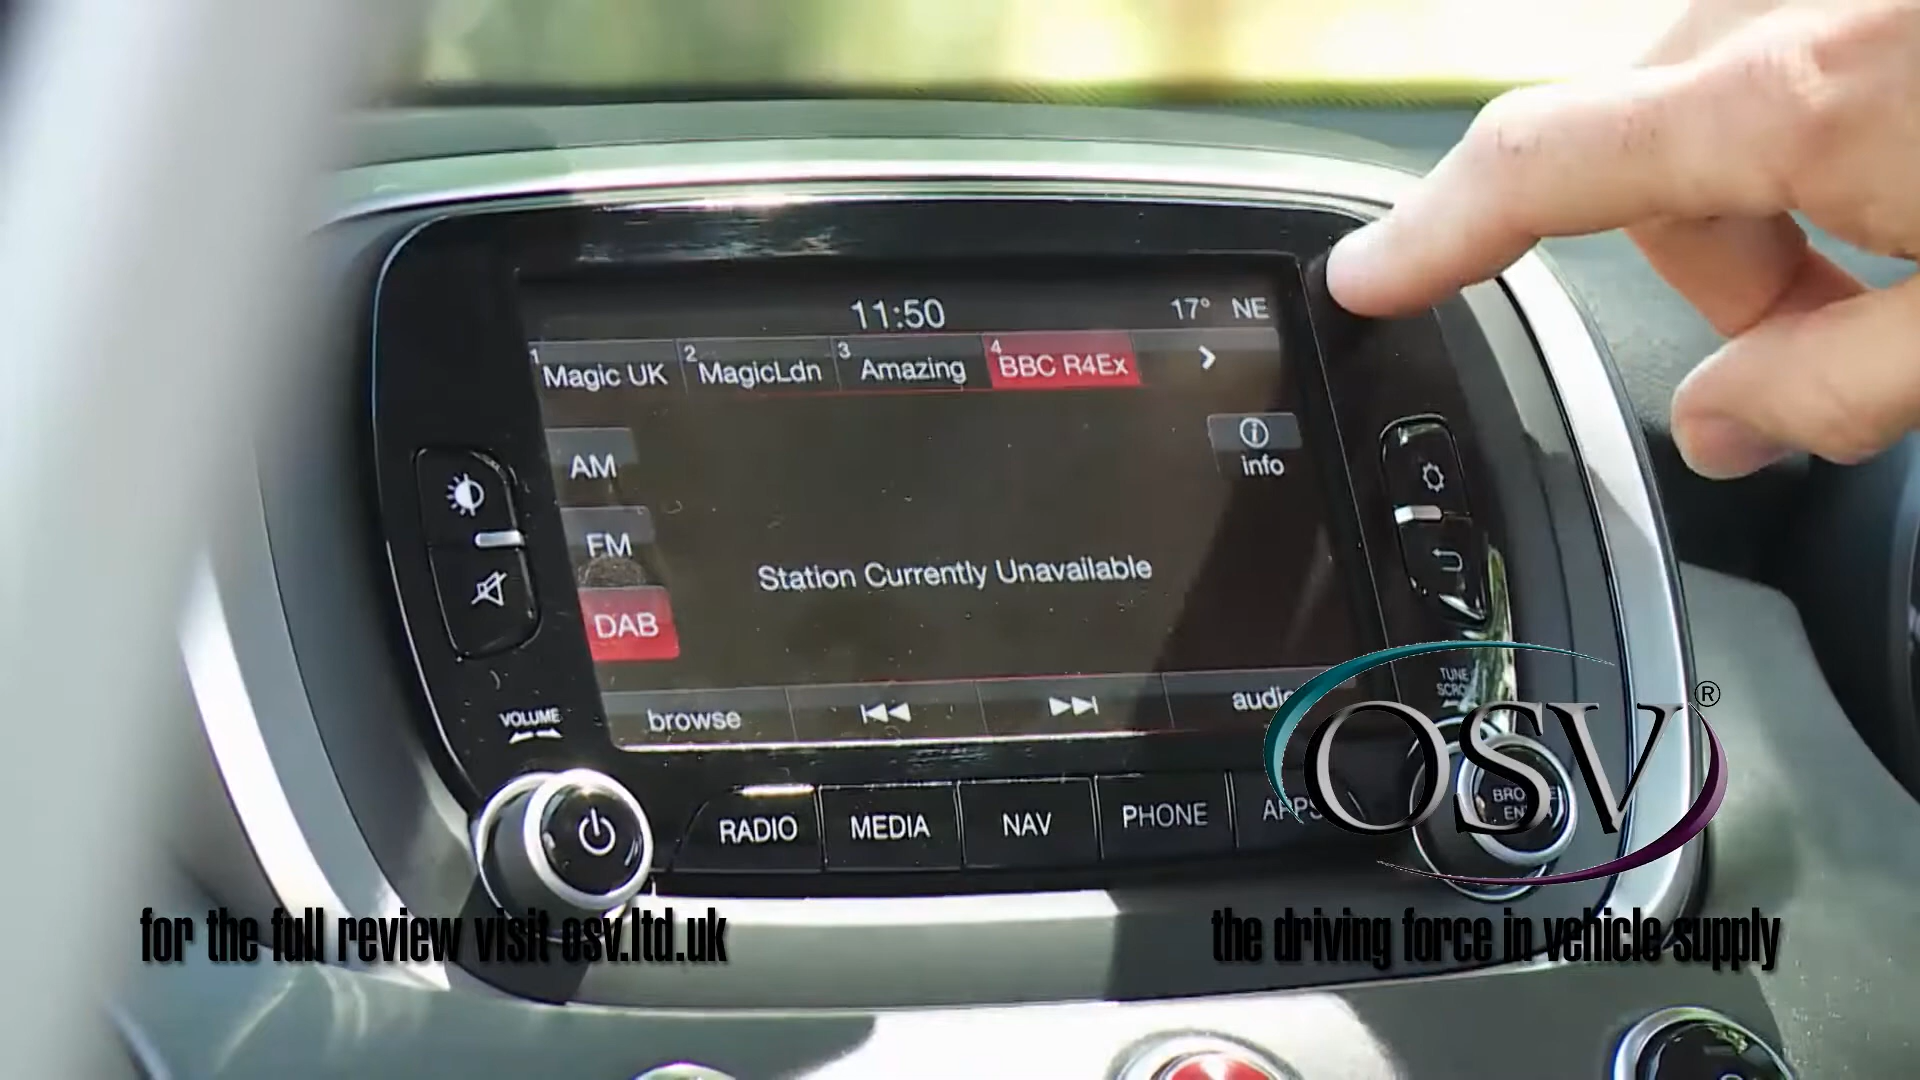 11:50
17° NE
1 Magic UK
2 MagicLdn
3 Amazing
4 BBC R4Ex
AM
info
FM
Station Currently Unavailable
DAB
browse
VOLUME
TUNE
RADIO
MEDIA
NAV
PHONE
APPS
OSV®
for the full review visit osv.ltd.uk
the driving force in vehicle supply